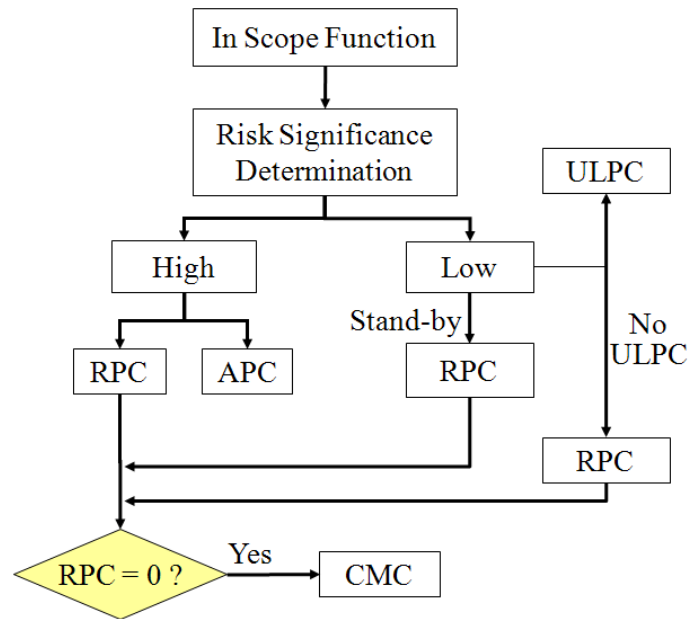 In Scope Function
Risk Significance
Determination
ULPC
High
Low
Stand-by
No
ULPC
RPC
APC
RPC
RPC
RPC = 0 ?
Yes
CMC